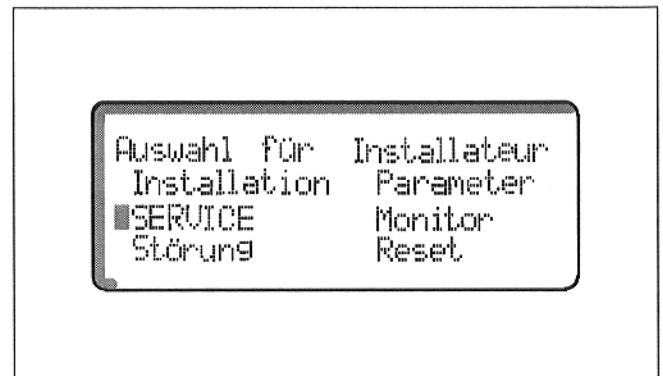 Auswahl für Installateur
Installation Parameter
SERVICE Monitor
Störung Reset